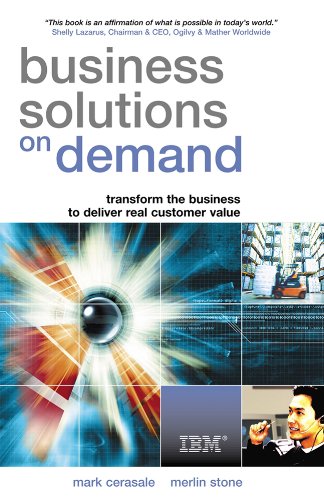 "This book is an affirmation of what is possible in today's world."
Shelly Lazarus, Chairman & CEO, Ogilvy & Mather Worldwide
business
solutions
on demand
transform the business
to deliver real customer value
IBM®
mark cerasale merlin stone